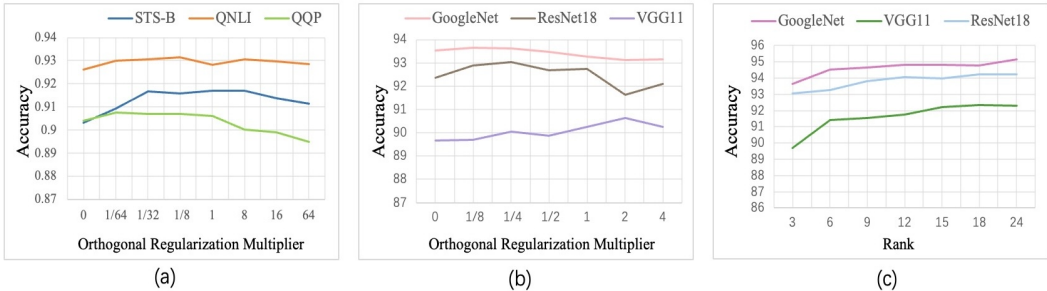 STS-B QNLI QQP
0.94
0.93
0.92
0.91
0.9
0.89
0.88
0.87
Accuracy
0 1/64 1/32 1/8 1 8 16 64
Orthogonal Regularization Multiplier
(a)
GoogleNet ResNet18 VGG11
94
93
92
91
90
89
88
87
Accuracy
0 1/8 1/4 1/2 1 2 4
Orthogonal Regularization Multiplier
(b)
GoogleNet VGG11 ResNet18
96
95
94
93
92
91
90
89
88
87
86
Accuracy
3 6 9 12 15 18 24
Rank
(c)